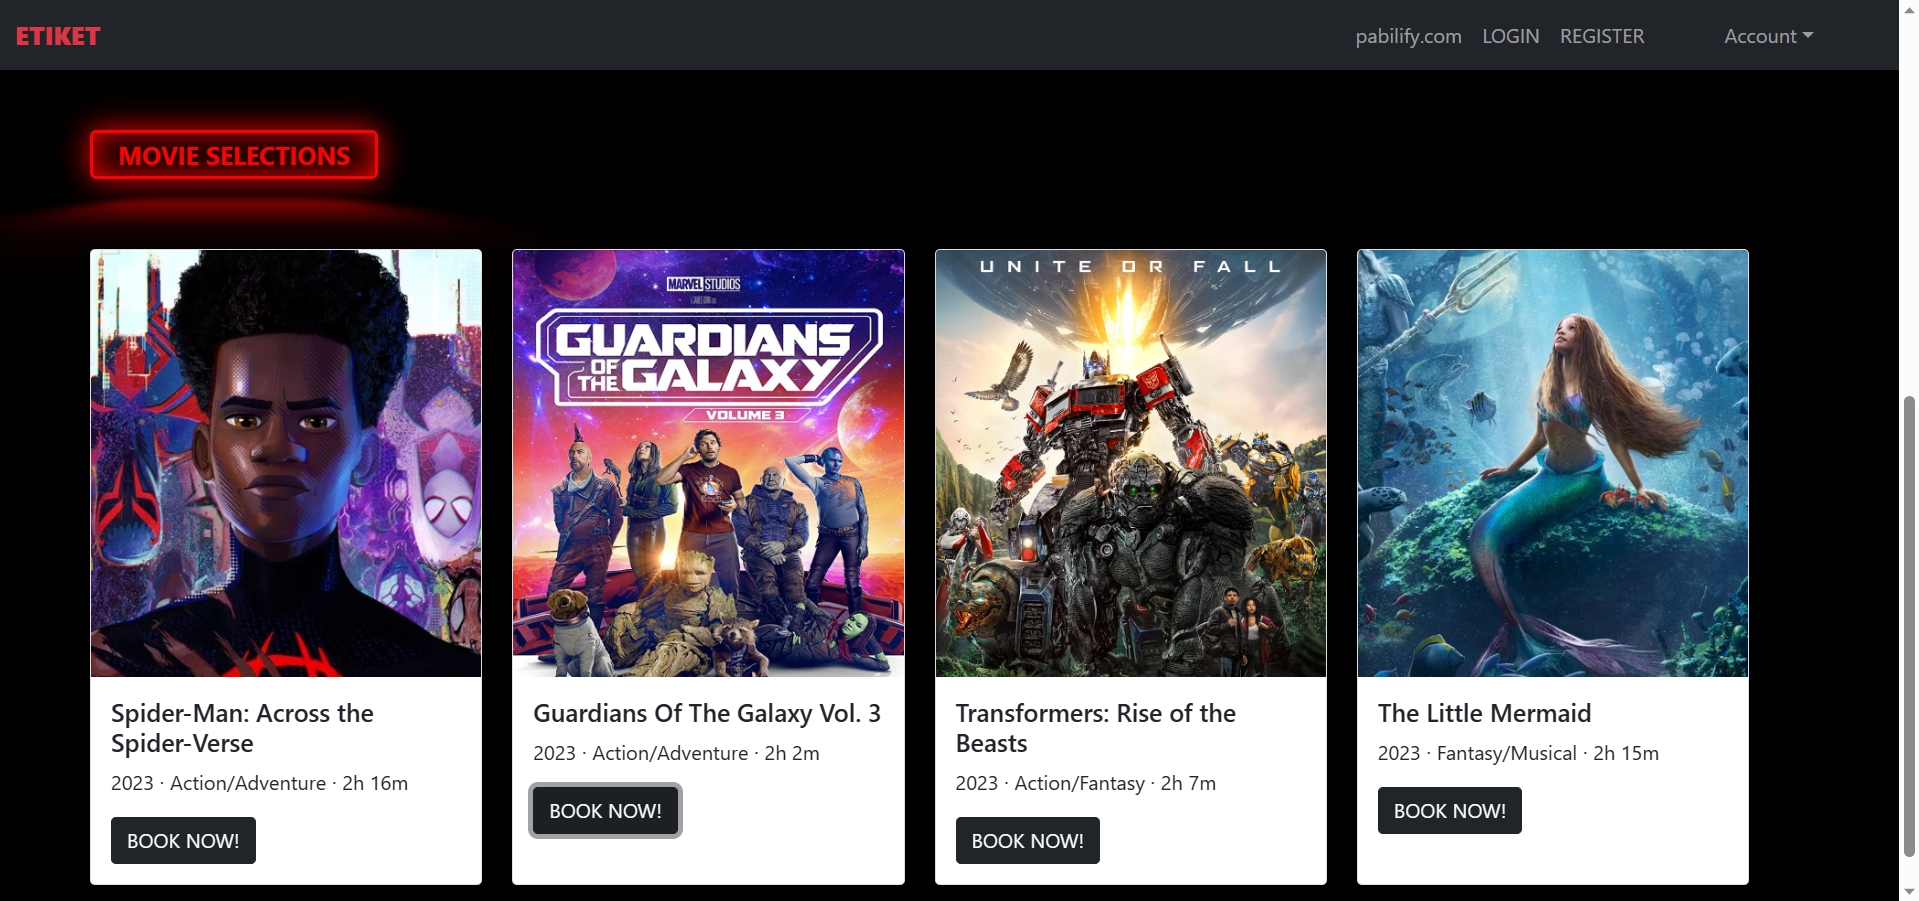 ETIKET
pabilify.com LOGIN REGISTER Account
MOVIE SELECTIONS
MARVEL STUDIOS
GUARDIANS
OF THE GALAXY
VOLUME 3
UNITE OR FALL
Spider-Man: Across the
Spider-Verse
2023 · Action/Adventure · 2h 16m
BOOK NOW!
Guardians Of The Galaxy Vol. 3
2023 · Action/Adventure · 2h 2m
BOOK NOW!
Transformers: Rise of the
Beasts
2023 · Action/Fantasy · 2h 7m
BOOK NOW!
The Little Mermaid
2023 · Fantasy/Musical · 2h 15m
BOOK NOW!